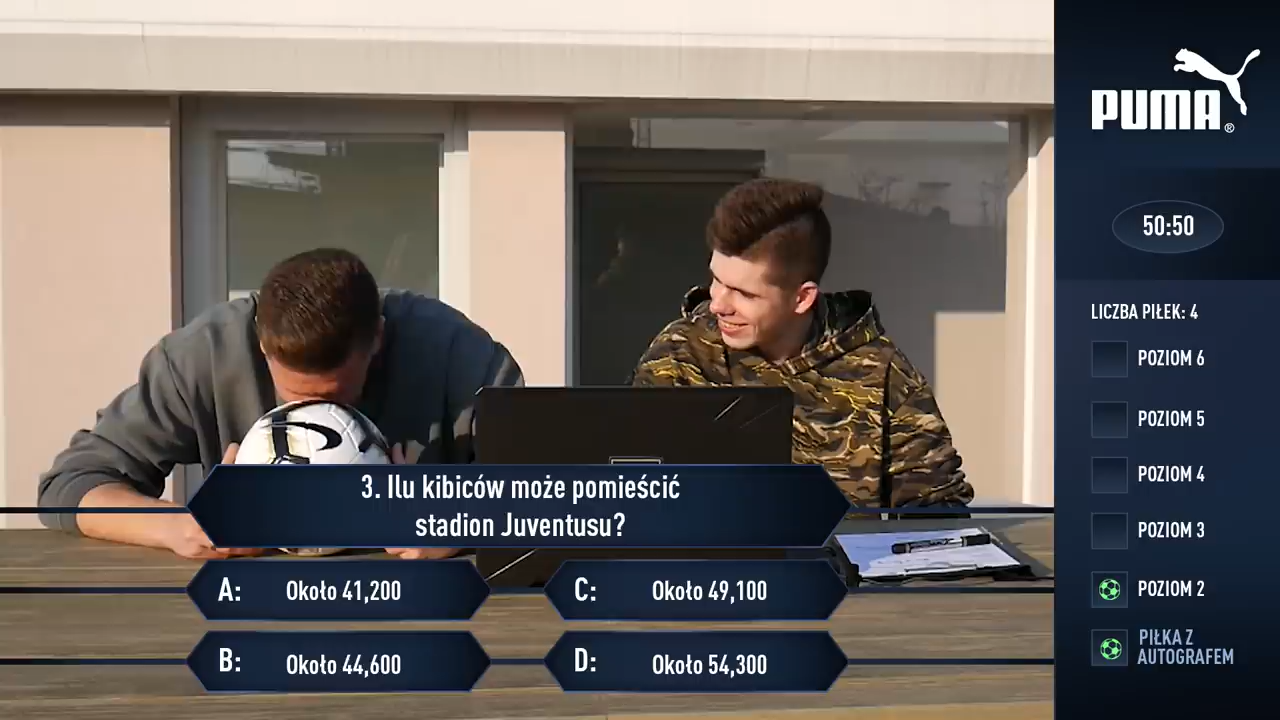 PUMA®
50:50
LICZBA PIŁEK: 4
POZIOM 6
POZIOM 5
POZIOM 4
POZIOM 3
POZIOM 2
PIŁKA Z
AUTOGRAFEM
3. Ilu kibiców może pomieścić
stadion Juventusu?
A: Około 41,200
C: Około 49,100
B: Około 44,600
D: Około 54,300